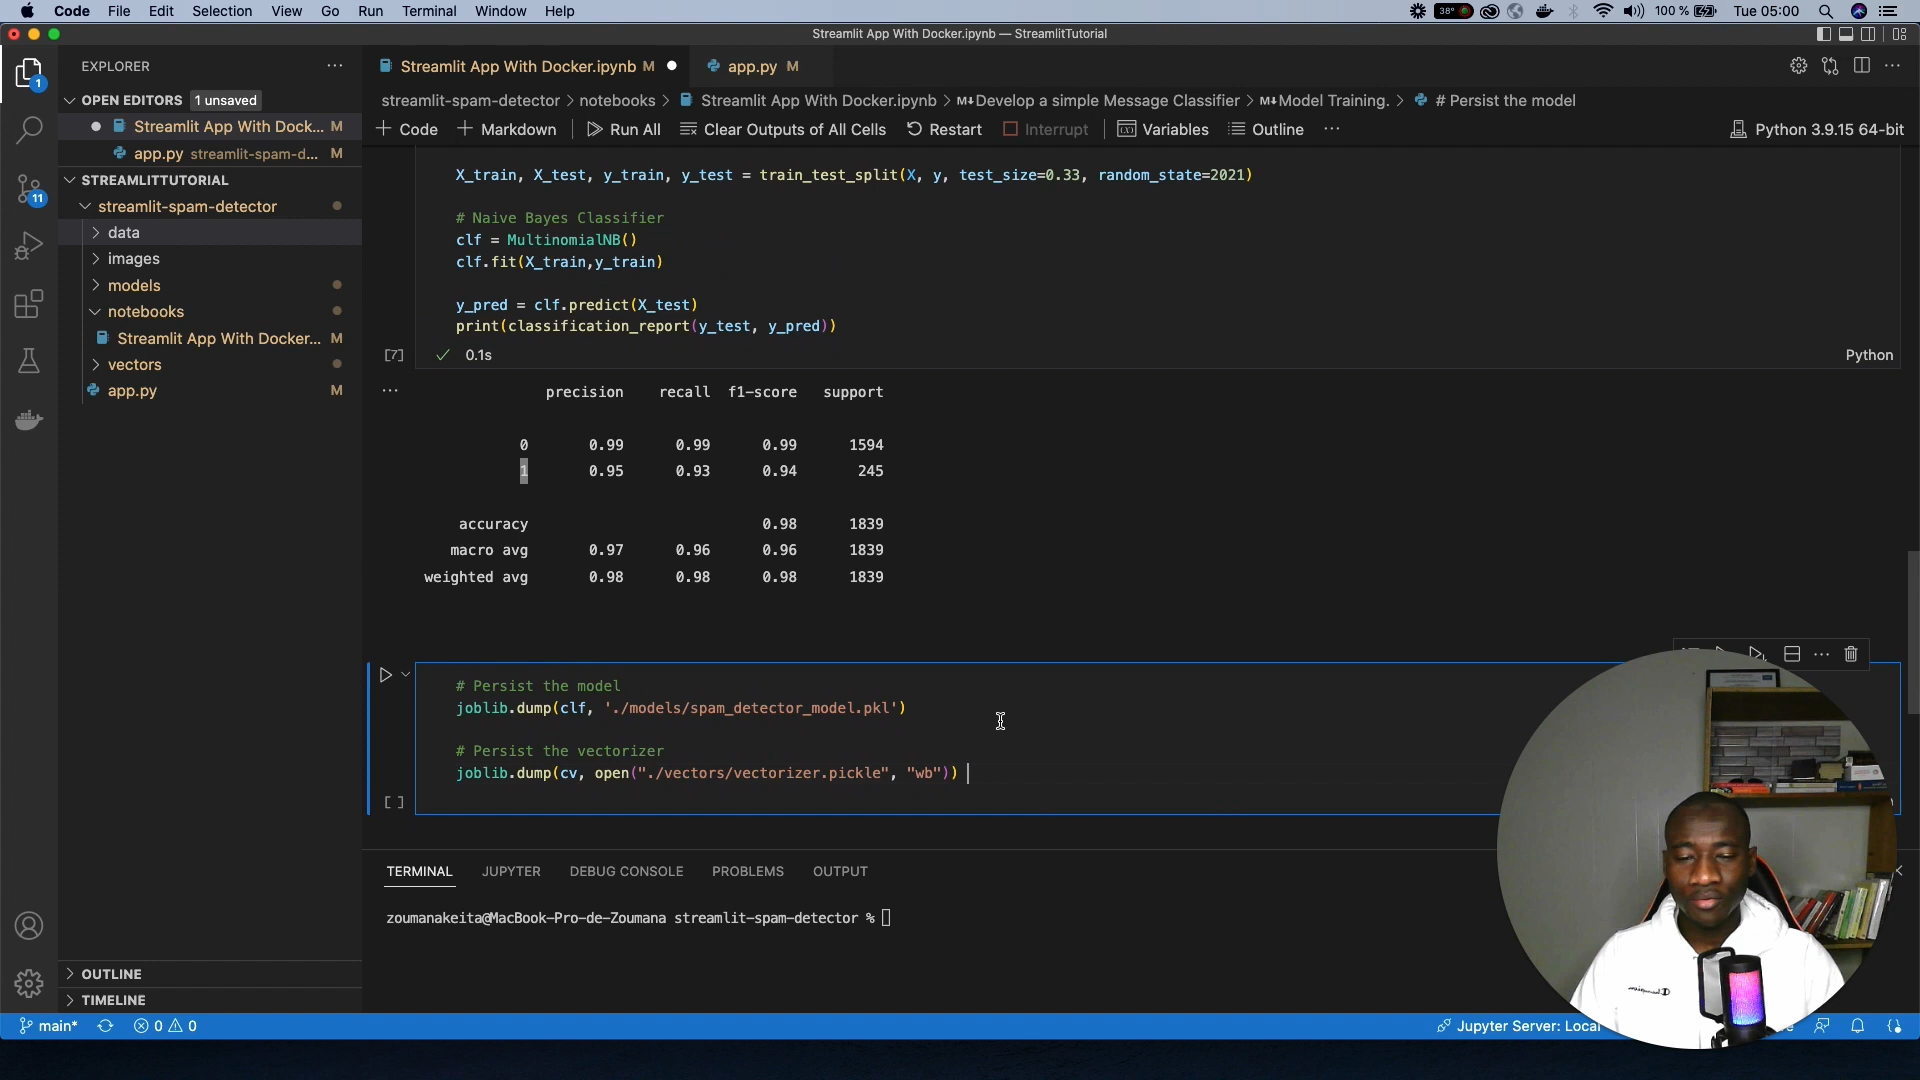 Code File Edit Selection View Go Run Terminal Window Help
38° 100 % Tue 05:00
Streamlit App With Docker.ipynb — StreamlitTutorial
EXPLORER
OPEN EDITORS 1 unsaved
Streamlit App With Dock... M
app.py streamlit-spam-d... M
STREAMLITTUTORIAL
streamlit-spam-detector
data
images
models
notebooks
Streamlit App With Docker... M
vectors
app.py M
OUTLINE
TIMELINE
1
11
Streamlit App With Docker.ipynb M
app.py M
streamlit-spam-detector > notebooks > Streamlit App With Docker.ipynb > M↓Develop a simple Message Classifier > M↓Model Training. > # Persist the model
+ Code + Markdown Run All Clear Outputs of All Cells Restart Interrupt Variables Outline ... Python 3.9.15 64-bit
X_train, X_test, y_train, y_test = train_test_split(X, y, test_size=0.33, random_state=2021)
# Naive Bayes Classifier
clf = MultinomialNB()
clf.fit(X_train,y_train)
y_pred = clf.predict(X_test)
print(classification_report(y_test, y_pred))
[7] 0.1s Python
precision recall f1-score support
0 0.99 0.99 0.99 1594
1 0.95 0.93 0.94 245
accuracy 0.98 1839
macro avg 0.97 0.96 0.96 1839
weighted avg 0.98 0.98 0.98 1839
# Persist the model
joblib.dump(clf, './models/spam_detector_model.pkl')
# Persist the vectorizer
joblib.dump(cv, open("./vectors/vectorizer.pickle", "wb"))
[ ]
TERMINAL JUPYTER DEBUG CONSOLE PROBLEMS OUTPUT
zoumanakeita@MacBook-Pro-de-Zoumana streamlit-spam-detector %
main* 0 0 Jupyter Server: Local